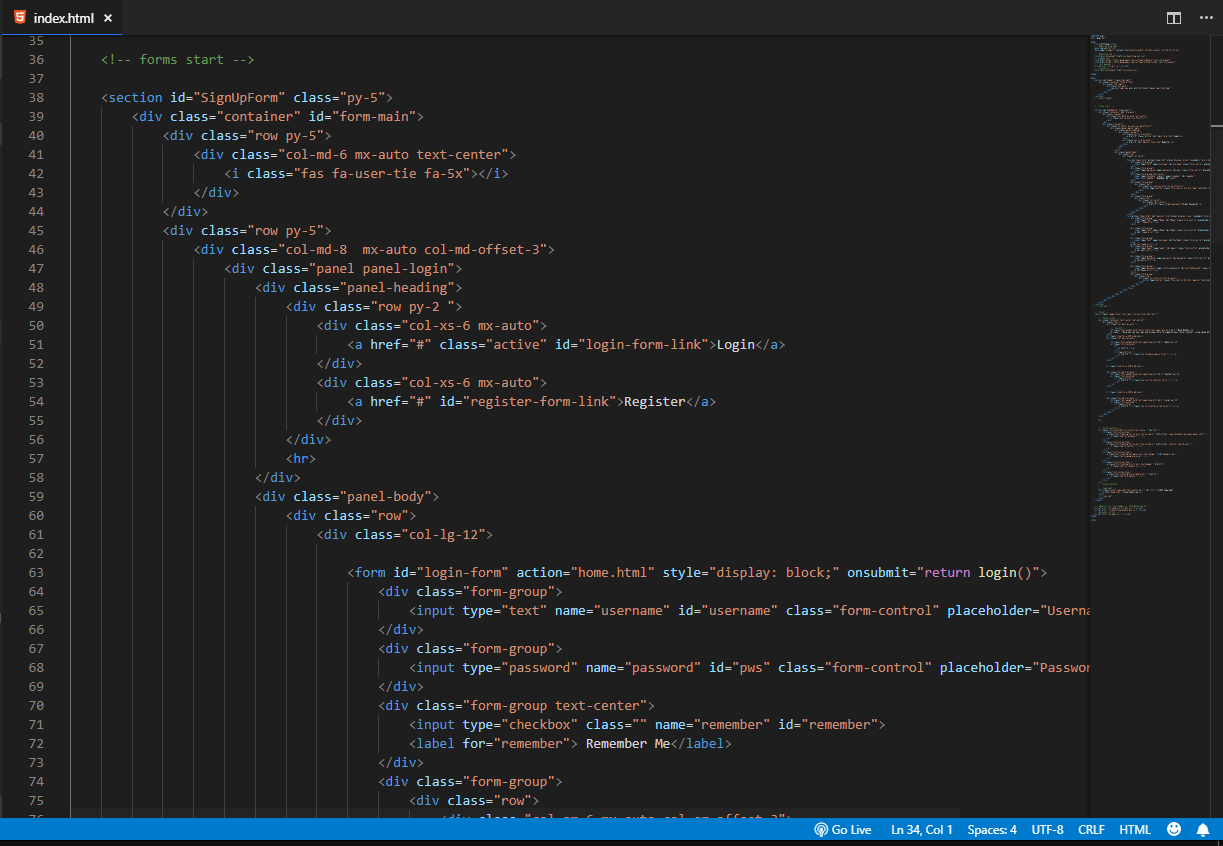 index.html ×
35
36 <!-- forms start -->
37
38 <section id="SignUpForm" class="py-5">
39 <div class="container" id="form-main">
40 <div class="row py-5">
41 <div class="col-md-6 mx-auto text-center">
42 <i class="fas fa-user-tie fa-5x"></i>
43 </div>
44 </div>
45 <div class="row py-5">
46 <div class="col-md-8  mx-auto col-md-offset-3">
47 <div class="panel panel-login">
48 <div class="panel-heading">
49 <div class="row py-2 ">
50 <div class="col-xs-6 mx-auto">
51 <a href="#" class="active" id="login-form-link">Login</a>
52 </div>
53 <div class="col-xs-6 mx-auto">
54 <a href="#" id="register-form-link">Register</a>
55 </div>
56 </div>
57 <hr>
58 </div>
59 <div class="panel-body">
60 <div class="row">
61 <div class="col-lg-12">
62
63 <form id="login-form" action="home.html" style="display: block;" onsubmit="return login()">
64 <div class="form-group">
65 <input type="text" name="username" id="username" class="form-control" placeholder="Userna
66 </div>
67 <div class="form-group">
68 <input type="password" name="password" id="pws" class="form-control" placeholder="Passwor
69 </div>
70 <div class="form-group text-center">
71 <input type="checkbox" class="" name="remember" id="remember">
72 <label for="remember"> Remember Me</label>
73 </div>
74 <div class="form-group">
75 <div class="row">
76 <div class="col-sm-6 mx-auto col-sm-offset-3">
Go Live Ln 34, Col 1 Spaces: 4 UTF-8 CRLF HTML